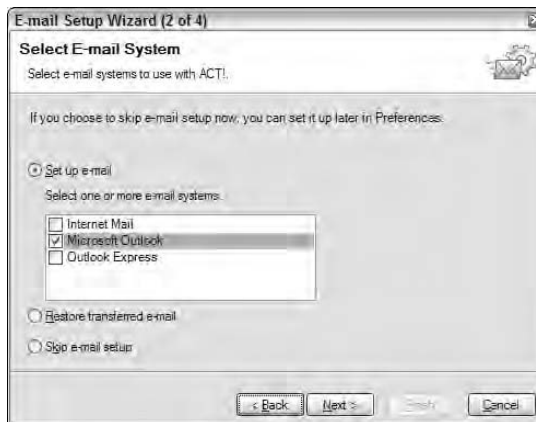 E-mail Setup Wizard (2 of 4)
Select E-mail System
Select e-mail systems to use with ACT!.
If you choose to skip e-mail setup now, you can set it up later in Preferences.
Set up e-mail
Select one or more e-mail systems.
Internet Mail
Microsoft Outlook
Outlook Express
Restore transferred e-mail
Skip e-mail setup
< Back Next > Finish Cancel